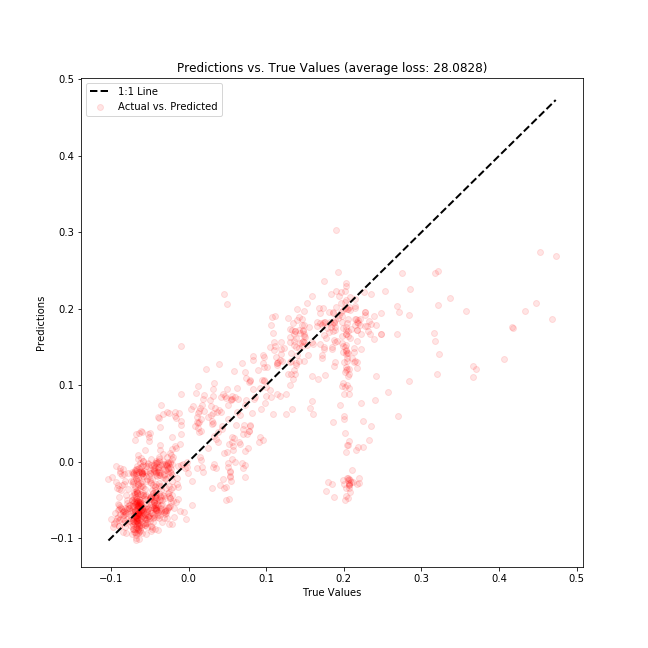 Predictions vs. True Values (average loss: 28.0828)
1:1 Line
Actual vs. Predicted
0.5
0.4
0.3
0.2
0.1
0.0
−0.1
Predictions
−0.1 0.0 0.1 0.2 0.3 0.4 0.5
True Values